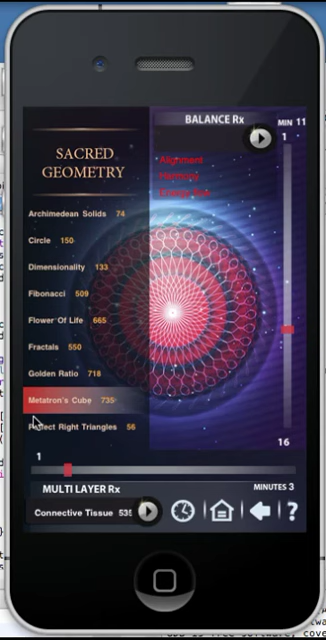 BALANCE Rx
MIN 11
1
Alignment
Harmony
SACRED
GEOMETRY
Archimedean Solids 74
Circle 150
Dimensionality 133
Fibonacci 509
Flower Of Life 665
Fractals 550
Golden Ratio 718
Metatron's Cube 735
Perfect Right Triangles 56
16
1
MULTI LAYER Rx
MINUTES 3
Connective Tissue 535
?